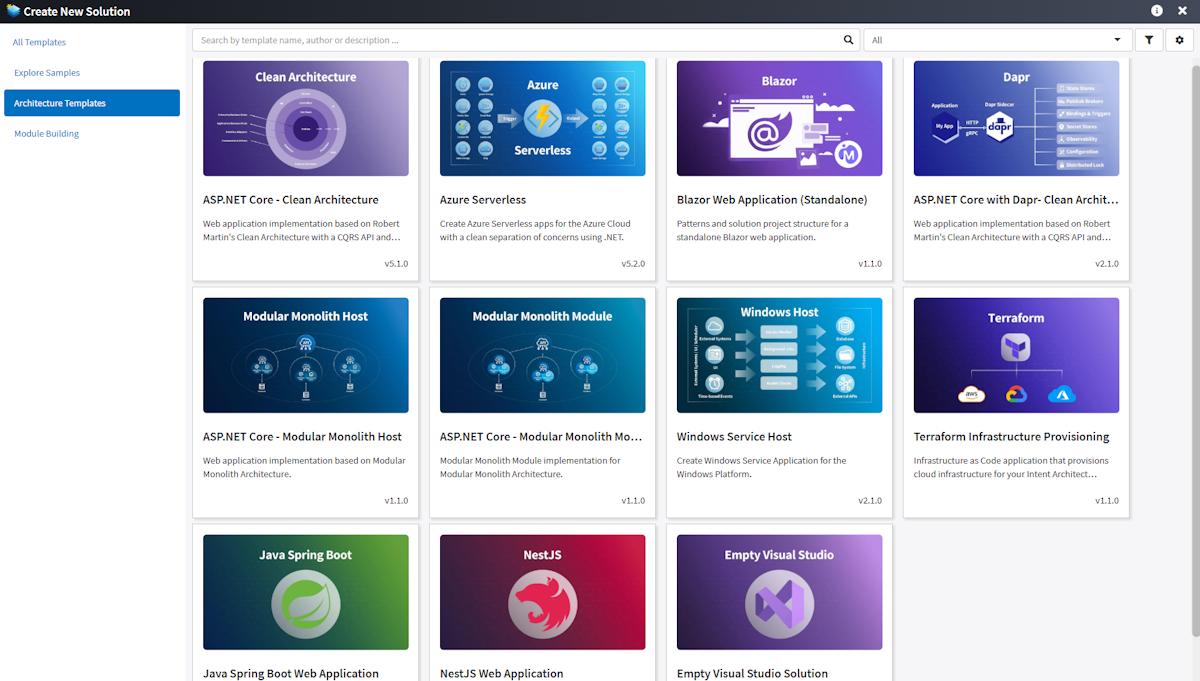 Create New Solution
All Templates
Explore Samples
Architecture Templates
Module Building
Search by template name, author or description ...
All
Clean Architecture
ASP.NET Core - Clean Architecture
Web application implementation based on Robert
Martin's Clean Architecture with a CQRS API and…
v5.1.0
Azure
Trigger
Output
Serverless
Azure Serverless
Create Azure Serverless apps for the Azure Cloud
with a clean separation of concerns using .NET.
v5.2.0
Blazor
Blazor Web Application (Standalone)
Patterns and solution project structure for a
standalone Blazor web application.
v1.1.0
Dapr
Application
Dapr Sidecar
My App
HTTP
gRPC
dapr
State Stores
Publish Brokers
Bindings & Triggers
Secret Stores
Observability
Configuration
Distributed Lock
ASP.NET Core with Dapr- Clean Archit…
Web application implementation based on Robert
Martin's Clean Architecture with a CQRS API and…
v2.1.0
Modular Monolith Host
ASP.NET Core - Modular Monolith Host
Web application implementation based on Modular
Monolith Architecture.
v1.1.0
Modular Monolith Module
ASP.NET Core - Modular Monolith Mo…
Modular Monolith Module implementation for
Modular Monolith Architecture.
v1.1.0
Windows Host
External Systems / UI / Scheduler
External Systems
UI
Time-based Events
Database
File System
External APIs
Infrastructure
Windows Service Host
Create Windows Service Application for the
Windows Platform.
v2.1.0
Terraform
aws
Terraform Infrastructure Provisioning
Infrastructure as Code application that provisions
cloud infrastructure for your Intent Architect…
v1.1.0
Java Spring Boot
Java Spring Boot Web Application
NestJS
NestJS Web Application
Empty Visual Studio
Empty Visual Studio Solution